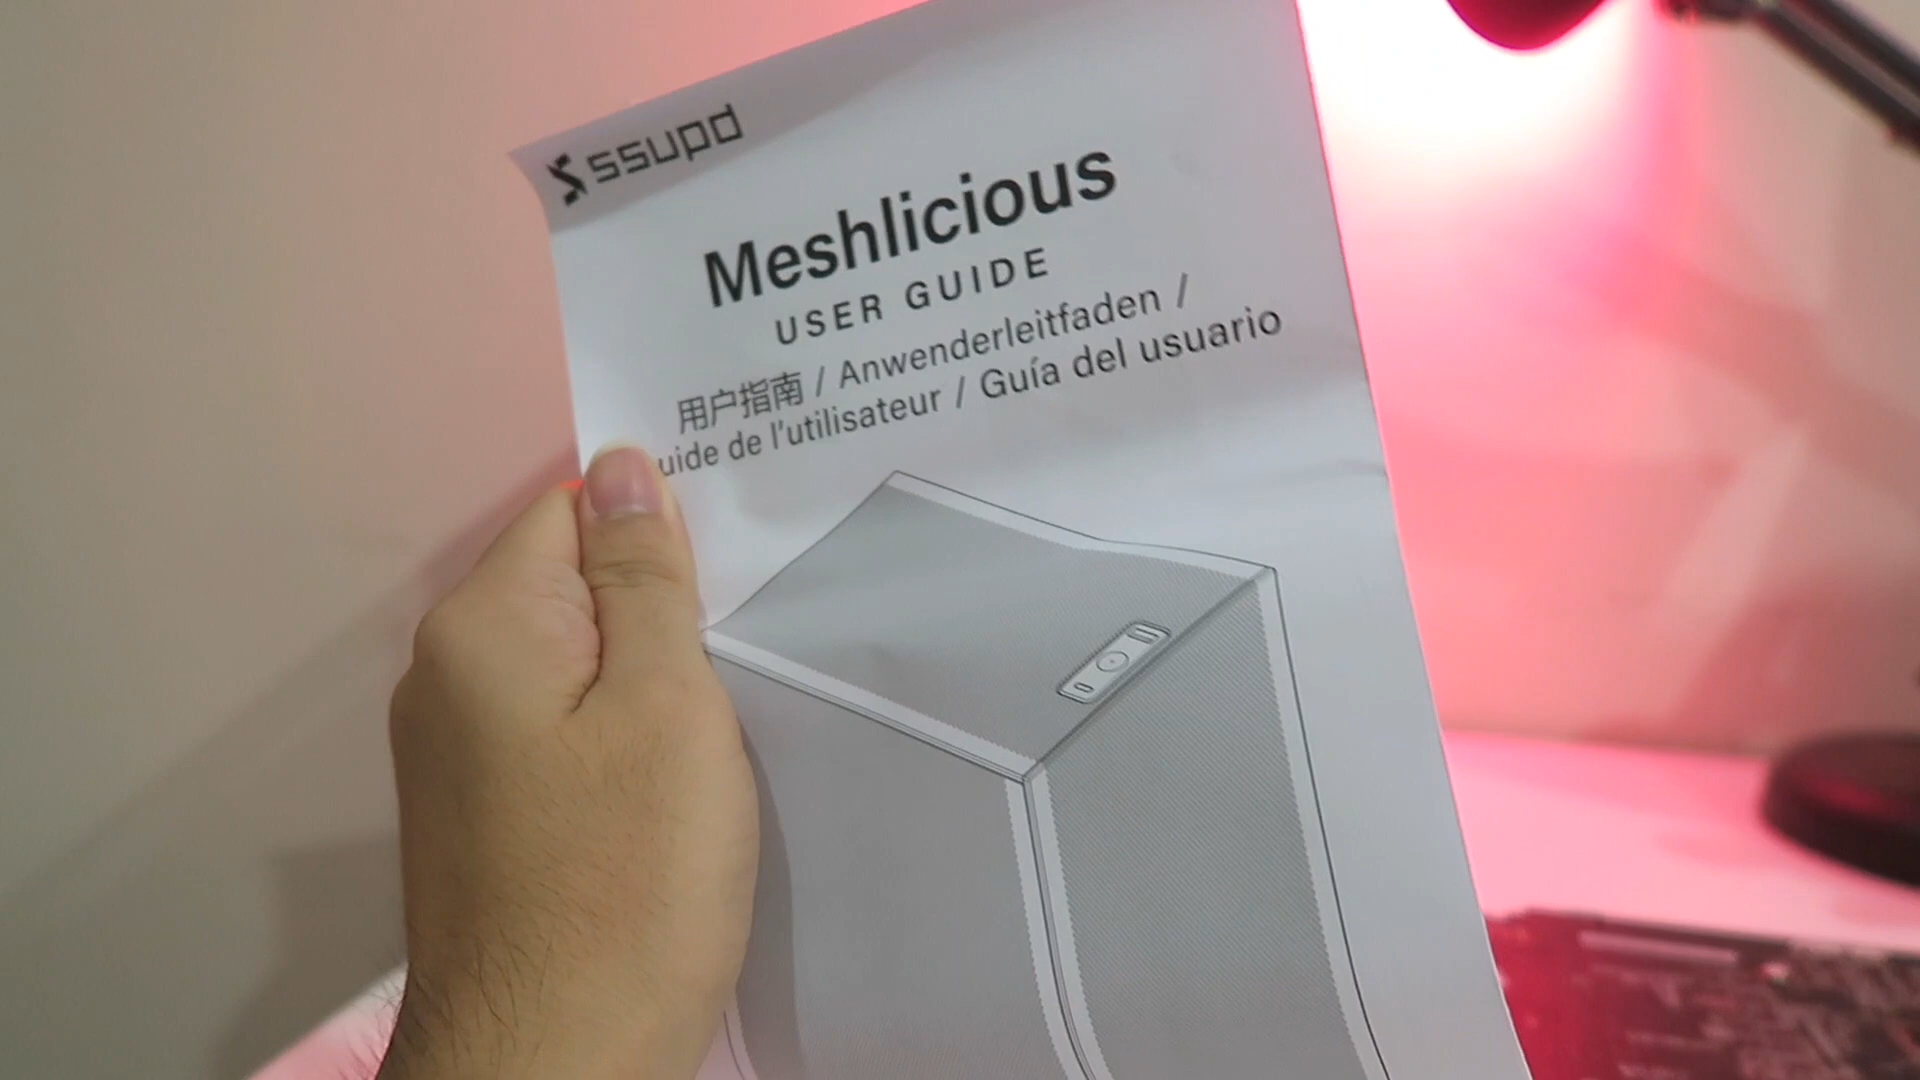 ssupd
Meshlicious
USER GUIDE
用户指南 / Anwenderleitfaden /
uide de l'utilisateur / Guía del usuario